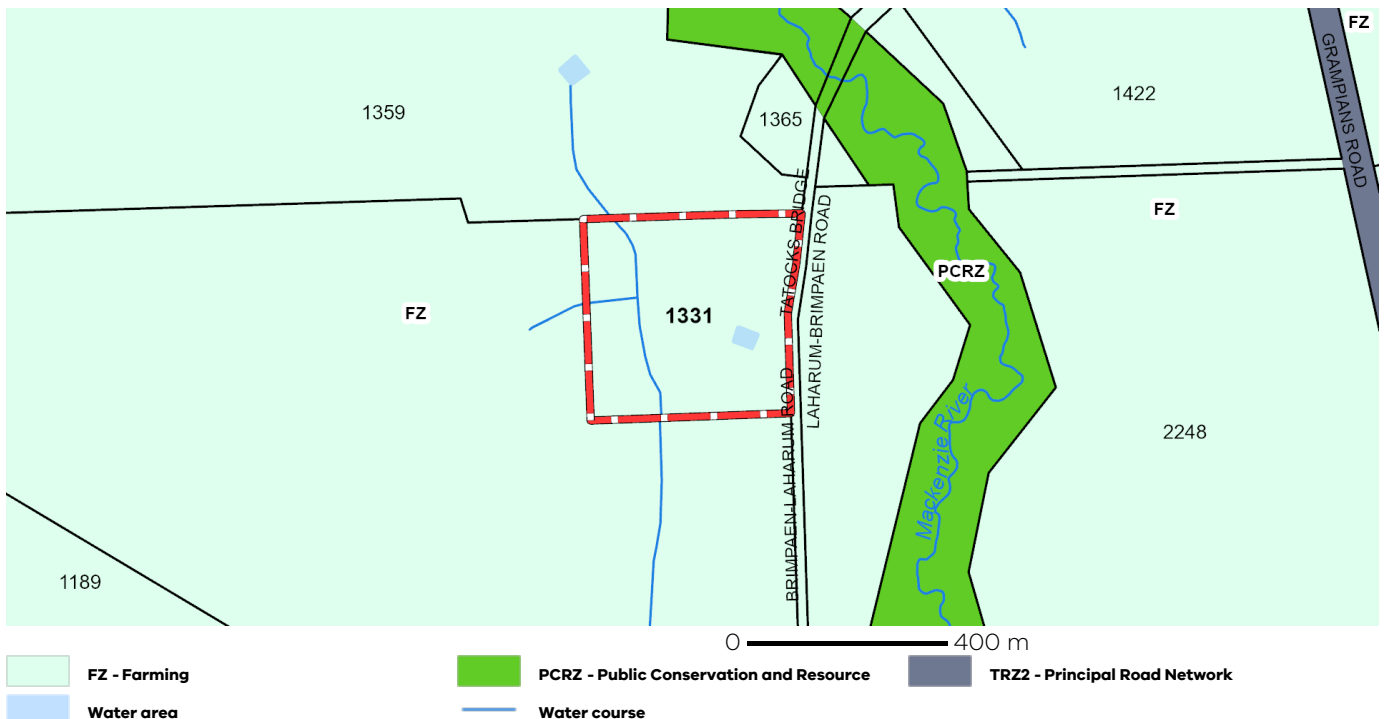 FZ
GRAMPIANS ROAD
1359
1422
1365
FZ
TATOCKS BRIDGE
LAHARUM-BRIMPAEN ROAD
PCRZ
FZ
1331
BRIMPAEN-LAHARUM ROAD
Mackenzie River
2248
1189
0 400 m
FZ - Farming
PCRZ - Public Conservation and Resource
TRZ2 - Principal Road Network
Water area
Water course